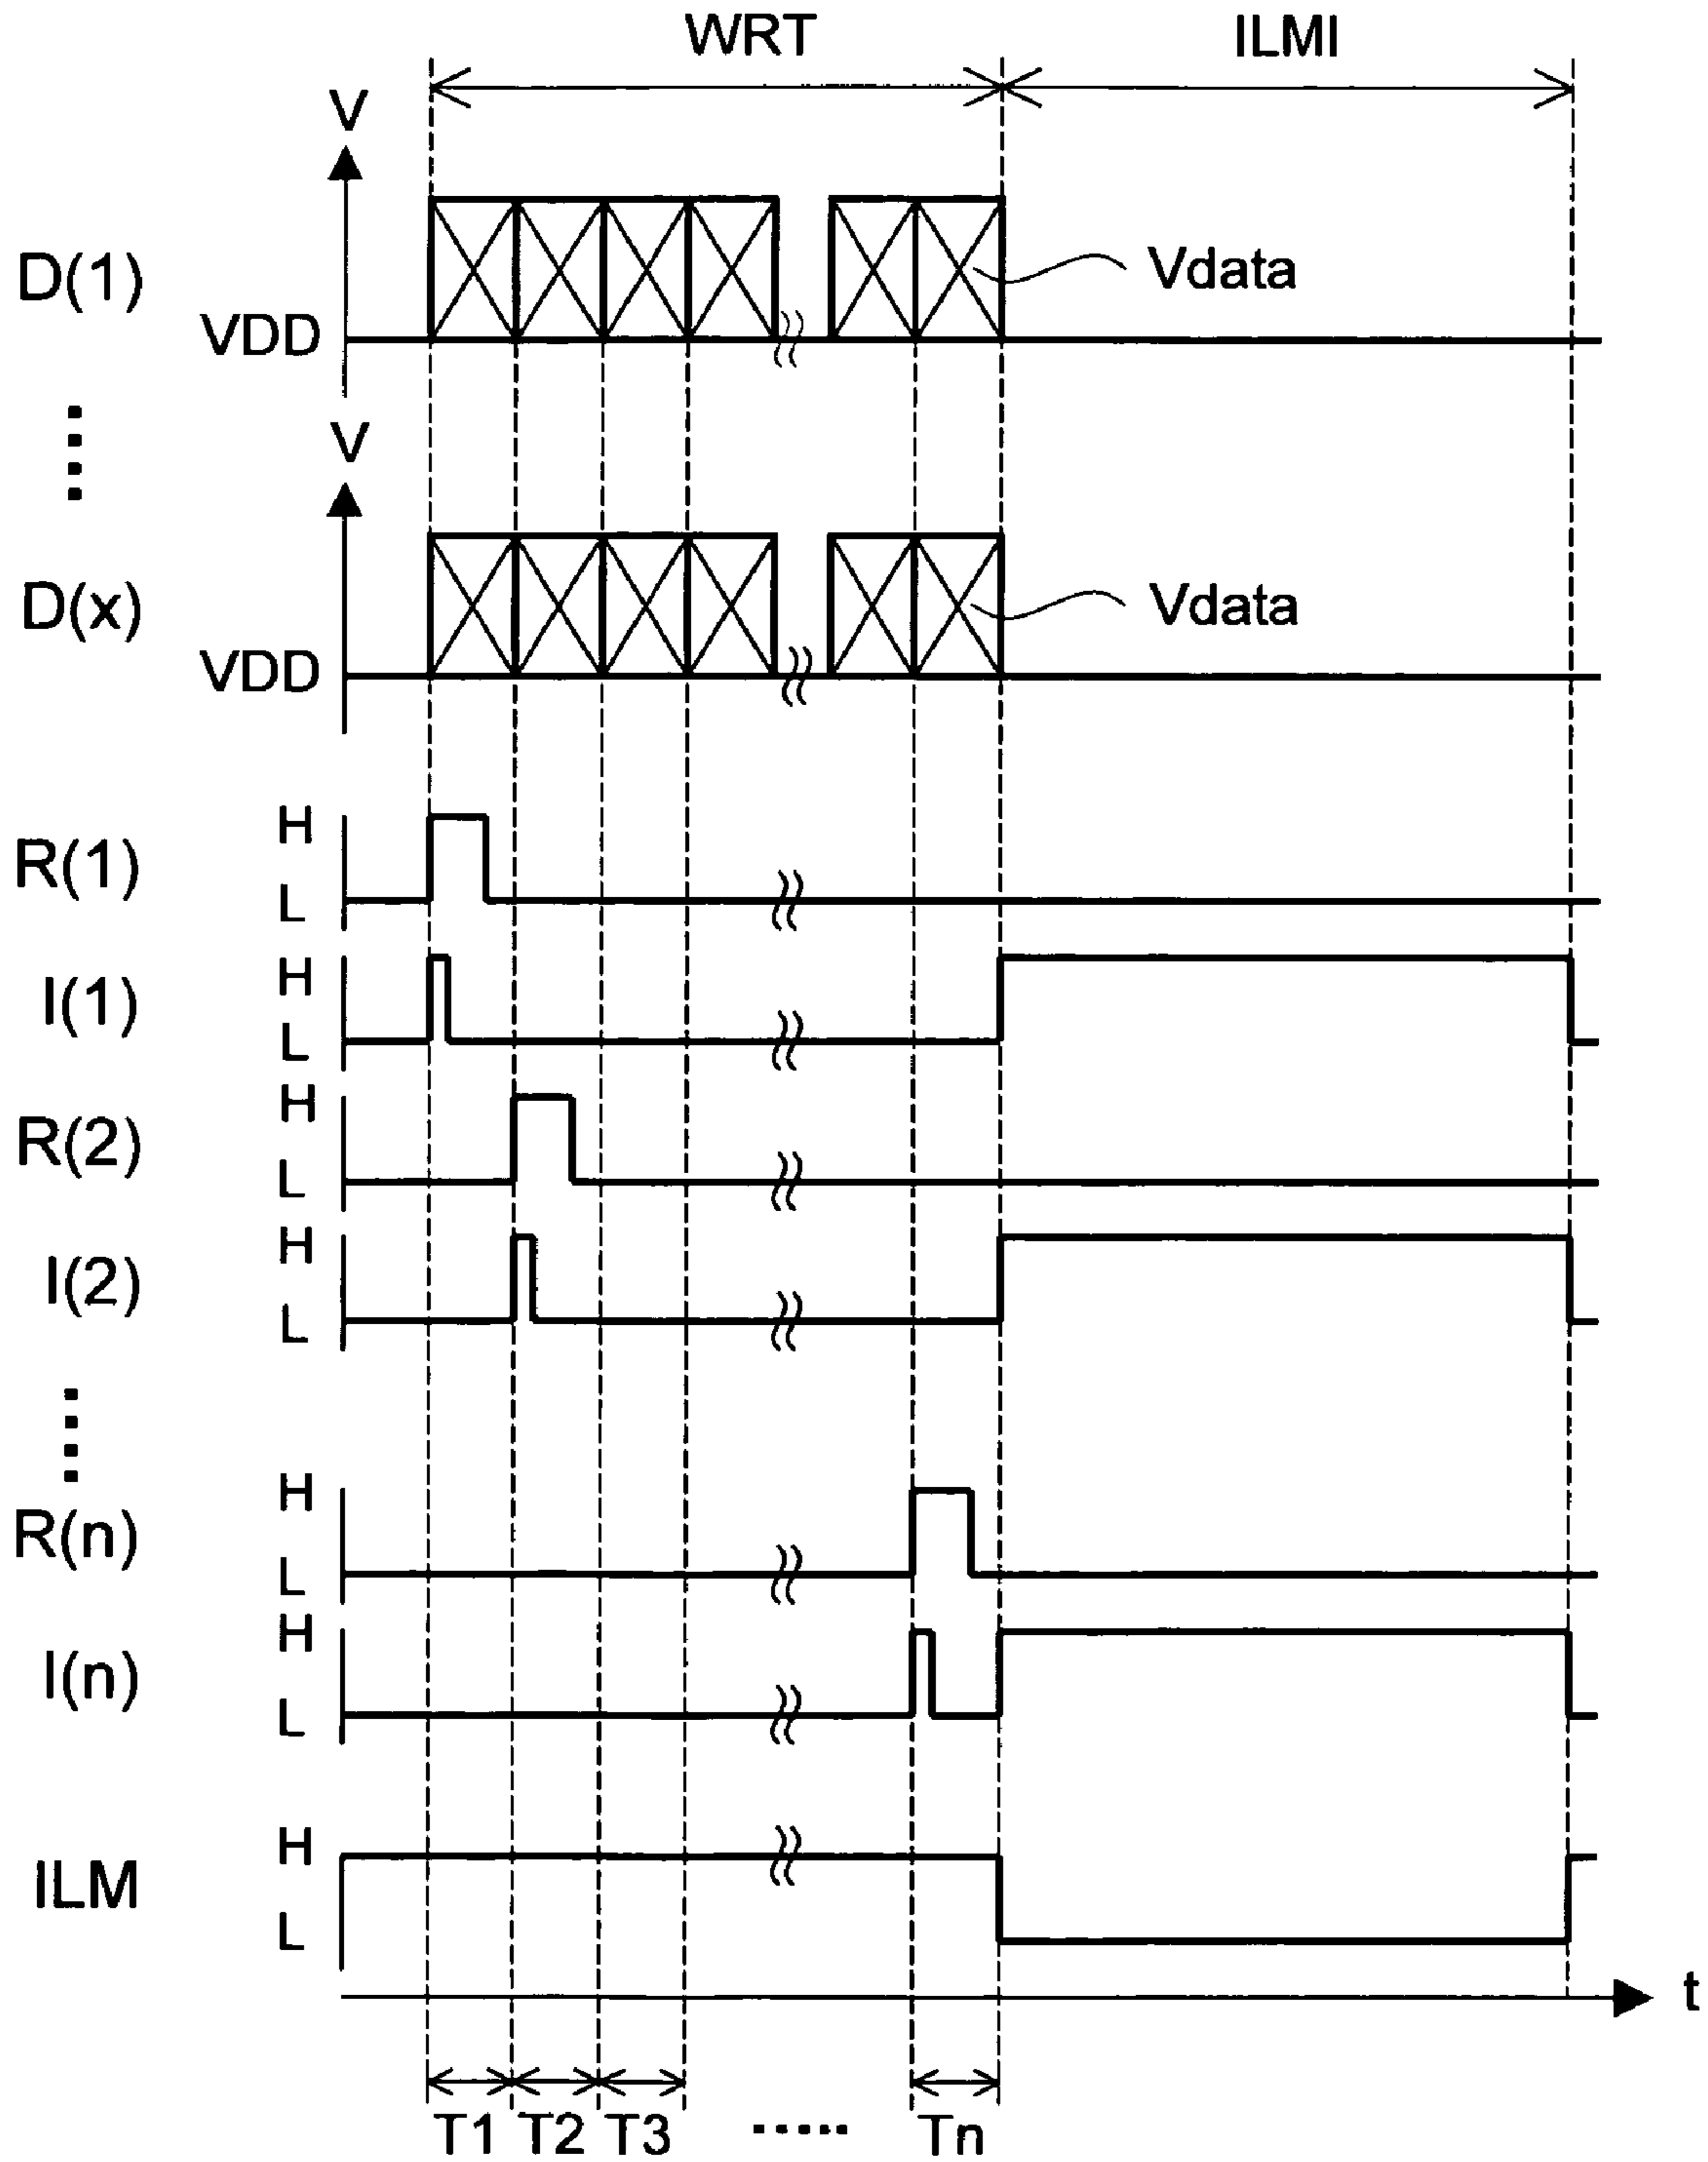 WRT ILMI
V
D(1)
Vdata
VDD
V
D(x)
Vdata
VDD
H
R(1)
L
H
I(1)
L
H
R(2)
L
H
I(2)
L
H
R(n)
L
H
I(n)
L
H
ILM
L
t
T1 T2 T3 ····· Tn